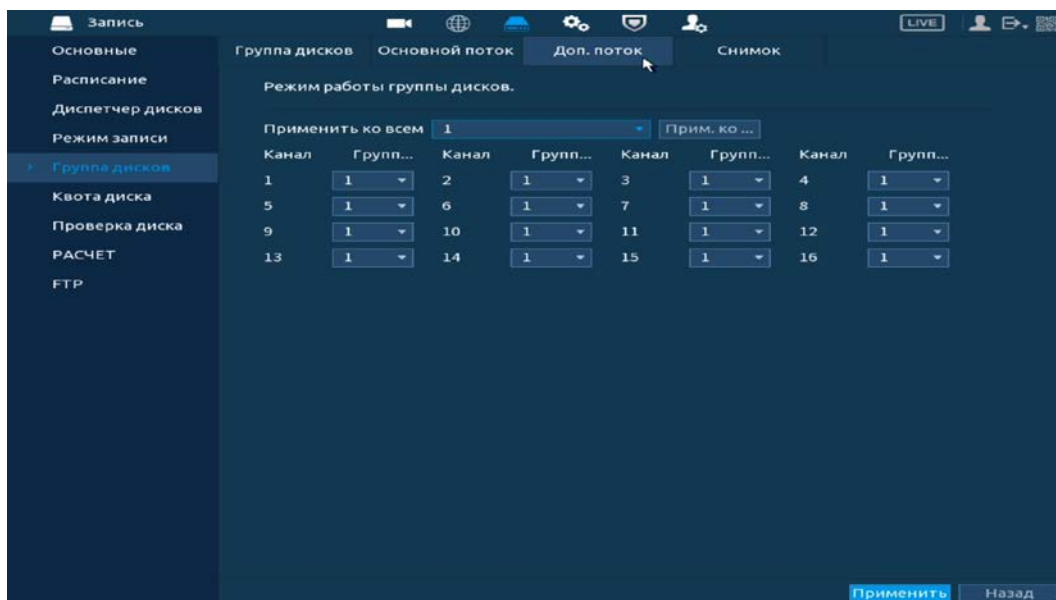 Запись LIVE
Основные
Расписание
Диспетчер дисков
Режим записи
Группа дисков
Квота диска
Проверка диска
РАСЧЕТ
FTP
Группа дисков Основной поток Доп. поток Снимок
Режим работы группы дисков.
Применить ко всем 1 Прим. ко ...
Канал Групп... Канал Групп... Канал Групп... Канал Групп...
1 1 2 1 3 1 4 1
5 1 6 1 7 1 8 1
9 1 10 1 11 1 12 1
13 1 14 1 15 1 16 1
Применить Назад